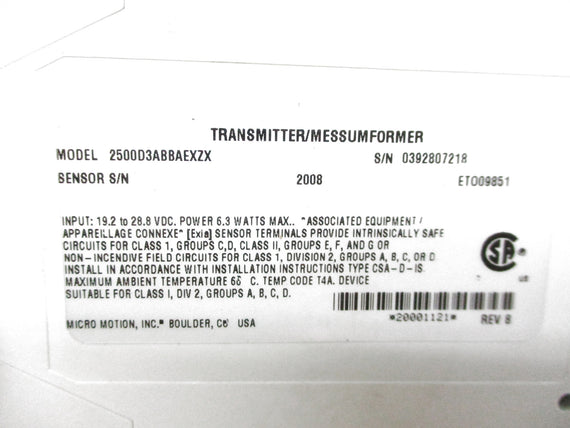 TRANSMITTER/MESSUMFORMER
MODEL 2500D3ABBAEXZX S/N 0392807218
SENSOR S/N 2008 ETO09851
INPUT: 19.2 to 28.8 VDC. POWER 6.3 WATTS MAX.. "ASSOCIATED EQUIPMENT /
APPAREILLAGE CONNEXE" [Exia] SENSOR TERMINALS PROVIDE INTRINSICALLY SAFE
CIRCUITS FOR CLASS 1, GROUPS C,D, CLASS II, GROUPS E, F, AND G OR
NON-INCENDIVE FIELD CIRCUITS FOR CLASS 1, DIVISION 2, GROUPS A, B, C, OR D
INSTALL IN ACCORDANCE WITH INSTALLATION INSTRUCTIONS TYPE CSA-D-IS
MAXIMUM AMBIENT TEMPERATURE C. TEMP CODE T4A. DEVICE
SUITABLE FOR CLASS I, DIV 2, GROUPS A, B, C, D.
SA ® US
MICRO MOTION, INC. BOULDER, USA *20001121* REV B